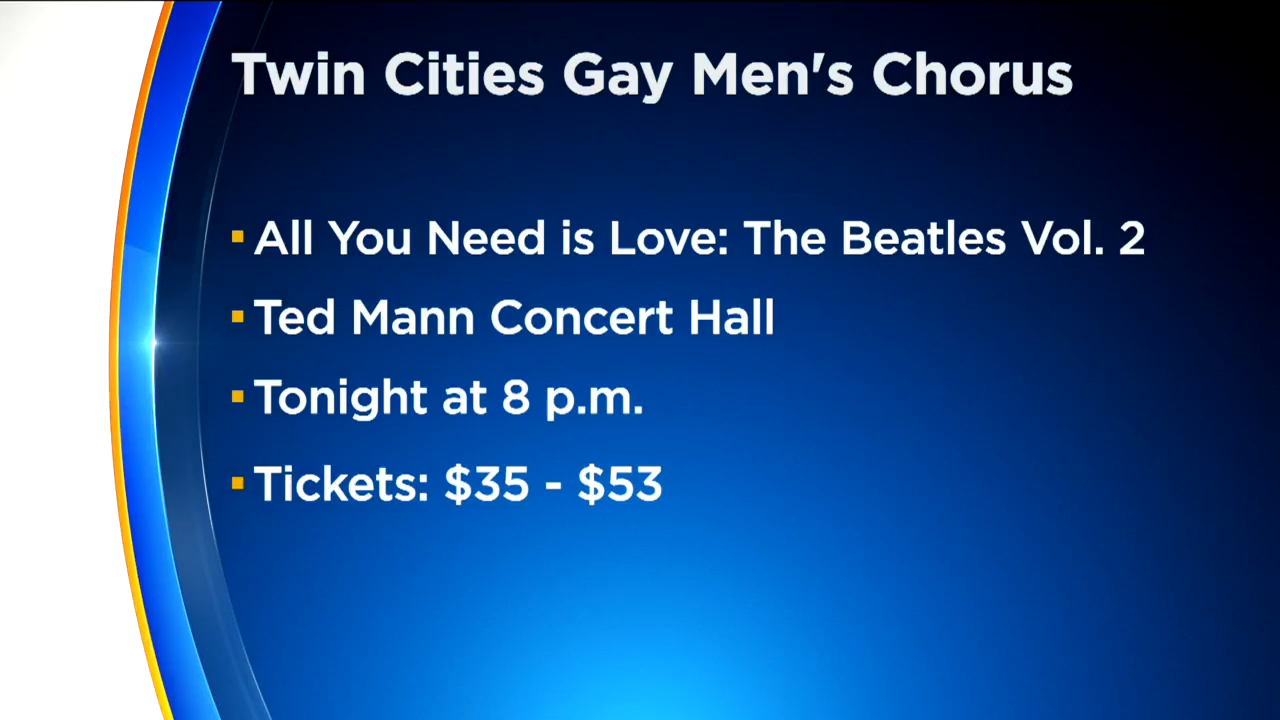 Twin Cities Gay Men's Chorus
All You Need is Love: The Beatles Vol. 2
Ted Mann Concert Hall
Tonight at 8 p.m.
Tickets: $35 - $53